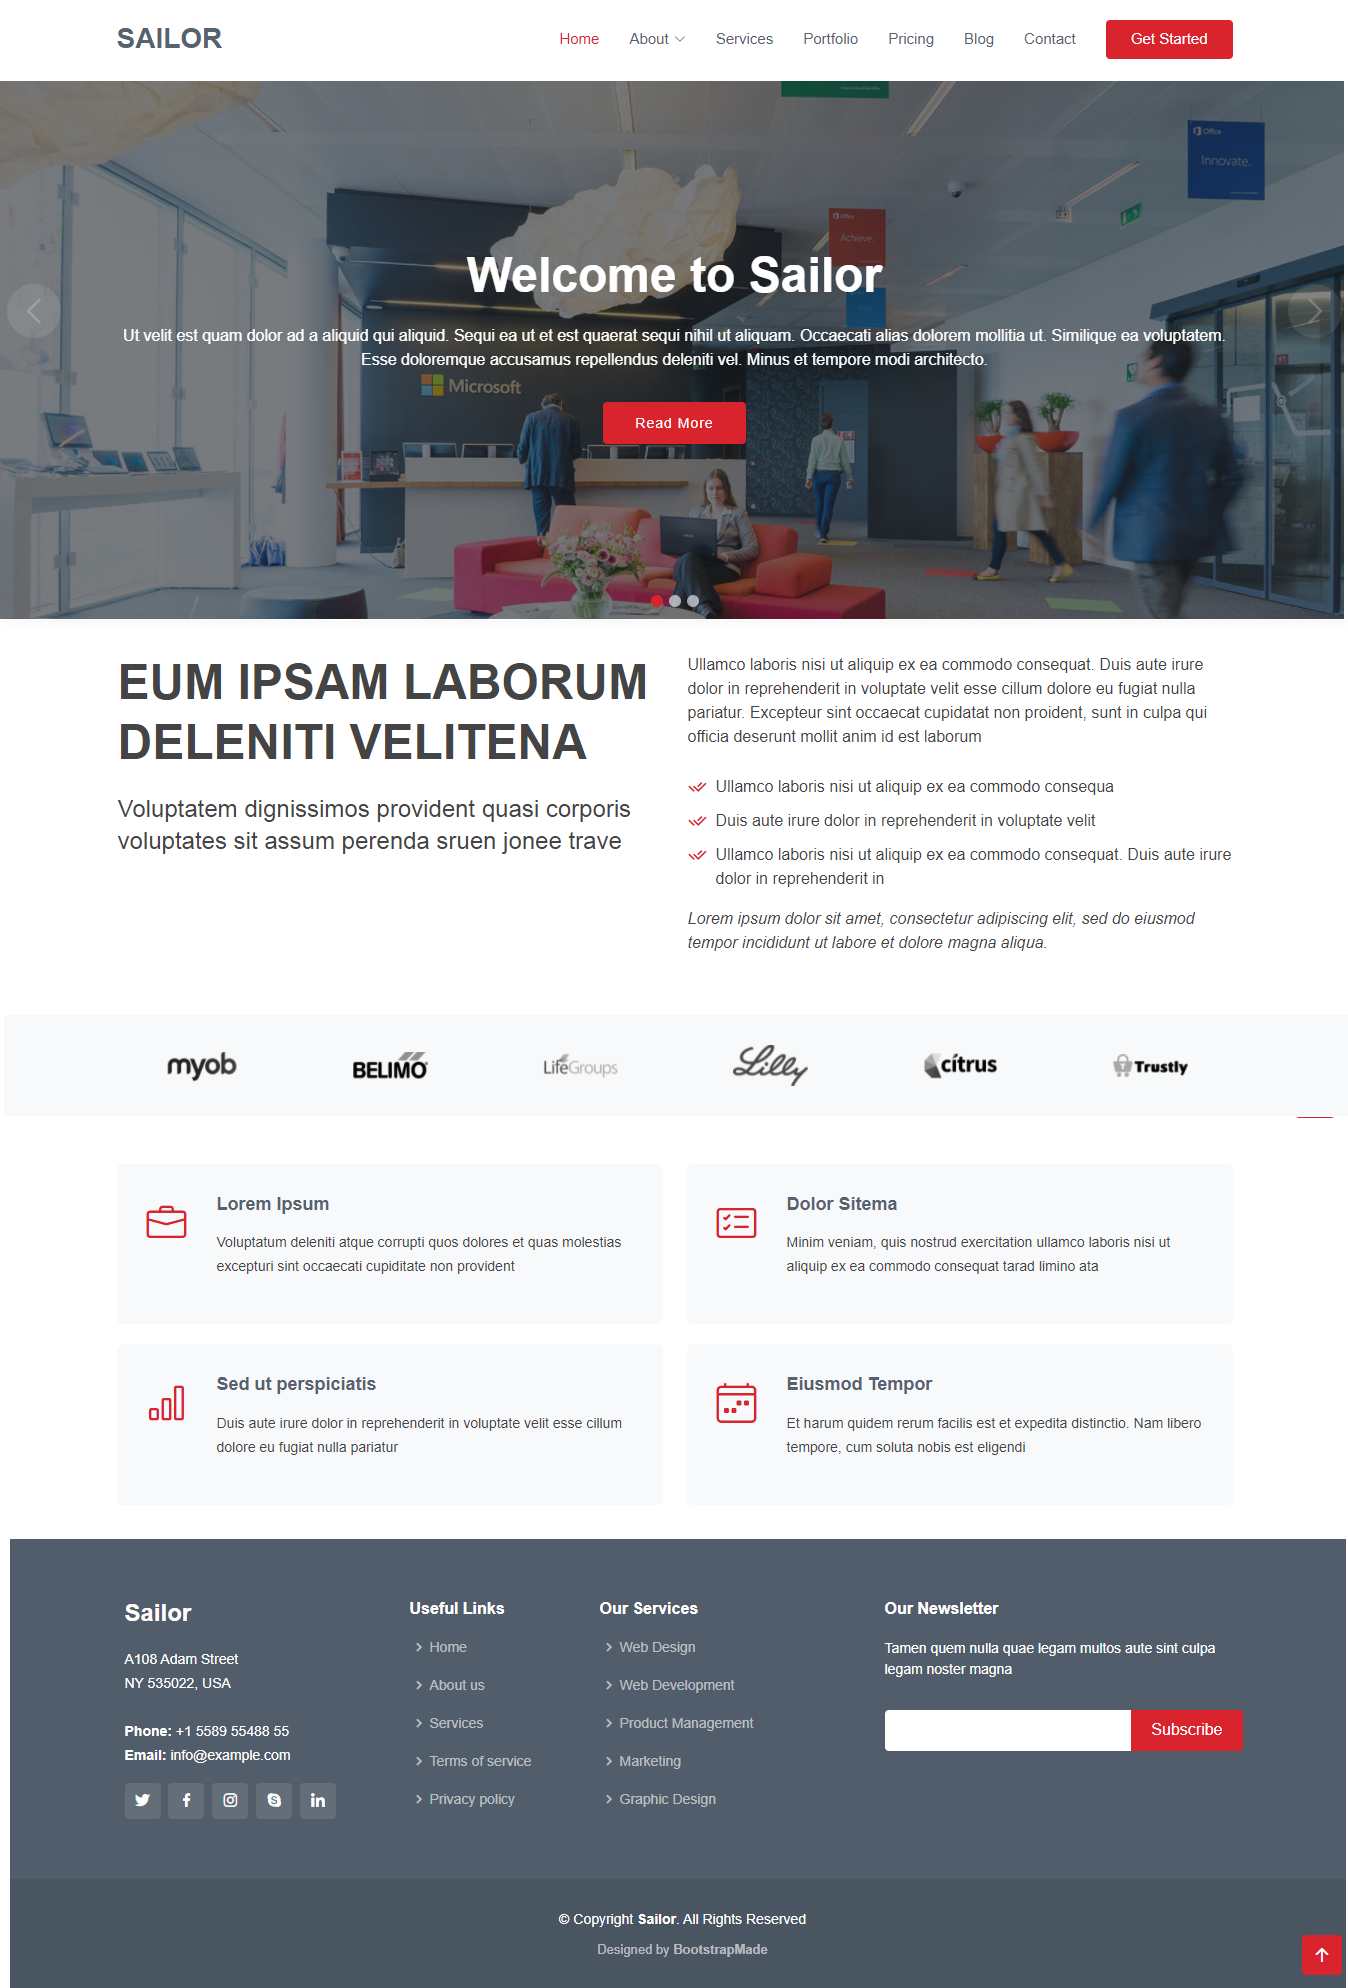 SAILOR
Home About Services Portfolio Pricing Blog Contact Get Started
Office
Innovate.
Office
Achieve.
Welcome to Sailor
Ut velit est quam dolor ad a aliquid qui aliquid. Sequi ea ut et est quaerat sequi nihil ut aliquam. Occaecati alias dolorem mollitia ut. Similique ea voluptatem.
Esse doloremque accusamus repellendus deleniti vel. Minus et tempore modi architecto.
Microsoft
Read More
EUM IPSAM LABORUM
DELENITI VELITENA
Voluptatem dignissimos provident quasi corporis
voluptates sit assum perenda sruen jonee trave
Ullamco laboris nisi ut aliquip ex ea commodo consequat. Duis aute irure
dolor in reprehenderit in voluptate velit esse cillum dolore eu fugiat nulla
pariatur. Excepteur sint occaecat cupidatat non proident, sunt in culpa qui
officia deserunt mollit anim id est laborum
Ullamco laboris nisi ut aliquip ex ea commodo consequa
Duis aute irure dolor in reprehenderit in voluptate velit
Ullamco laboris nisi ut aliquip ex ea commodo consequat. Duis aute irure
dolor in reprehenderit in
Lorem ipsum dolor sit amet, consectetur adipiscing elit, sed do eiusmod
tempor incididunt ut labore et dolore magna aliqua.
myob BELIMO LifeGroups Lilly citrus Trustly
Lorem Ipsum
Voluptatum deleniti atque corrupti quos dolores et quas molestias
excepturi sint occaecati cupiditate non provident
Dolor Sitema
Minim veniam, quis nostrud exercitation ullamco laboris nisi ut
aliquip ex ea commodo consequat tarad limino ata
Sed ut perspiciatis
Duis aute irure dolor in reprehenderit in voluptate velit esse cillum
dolore eu fugiat nulla pariatur
Eiusmod Tempor
Et harum quidem rerum facilis est et expedita distinctio. Nam libero
tempore, cum soluta nobis est eligendi
Sailor
A108 Adam Street
NY 535022, USA
Phone: +1 5589 55488 55
Email: info@example.com
Useful Links
Home
About us
Services
Terms of service
Privacy policy
Our Services
Web Design
Web Development
Product Management
Marketing
Graphic Design
Our Newsletter
Tamen quem nulla quae legam multos aute sint culpa
legam noster magna
Subscribe
© Copyright Sailor. All Rights Reserved
Designed by BootstrapMade